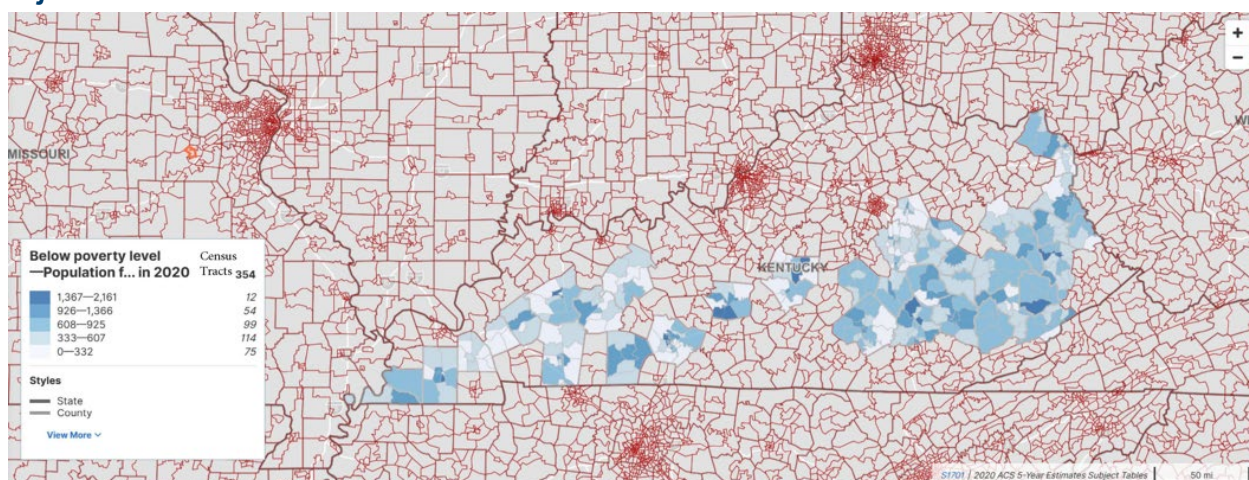 MISSOURI
KENTUCKY
+
−
Below poverty level
—Population f... in 2020
Census
Tracts 354
1,367—2,161 12
926—1,366 54
608—925 99
333—607 114
0—332 75
Styles
State
County
View More
S1701 | 2020 ACS 5-Year Estimates Subject Tables
50 mi